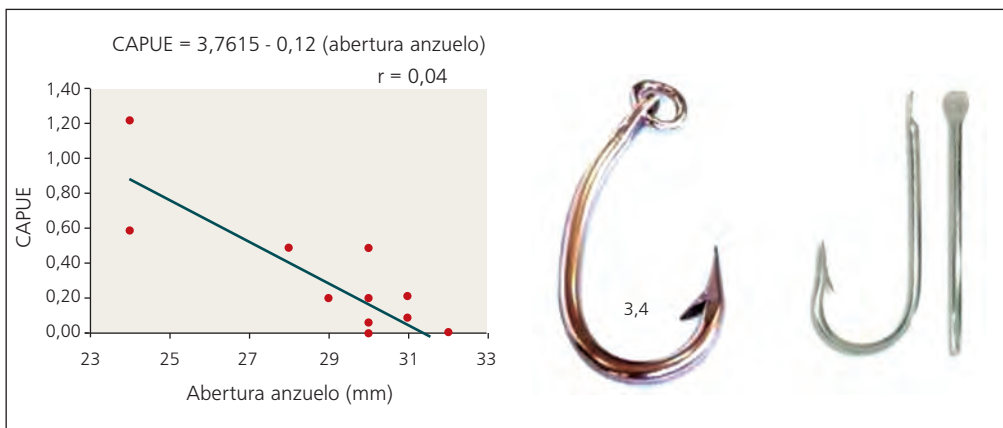 CAPUE = 3,7615 - 0,12 (abertura anzuelo)
r = 0,04
1,40
1,20
1,00
0,80
0,60
0,40
0,20
0,00
CAPUE
23 25 27 29 31 33
Abertura anzuelo (mm)
3,4